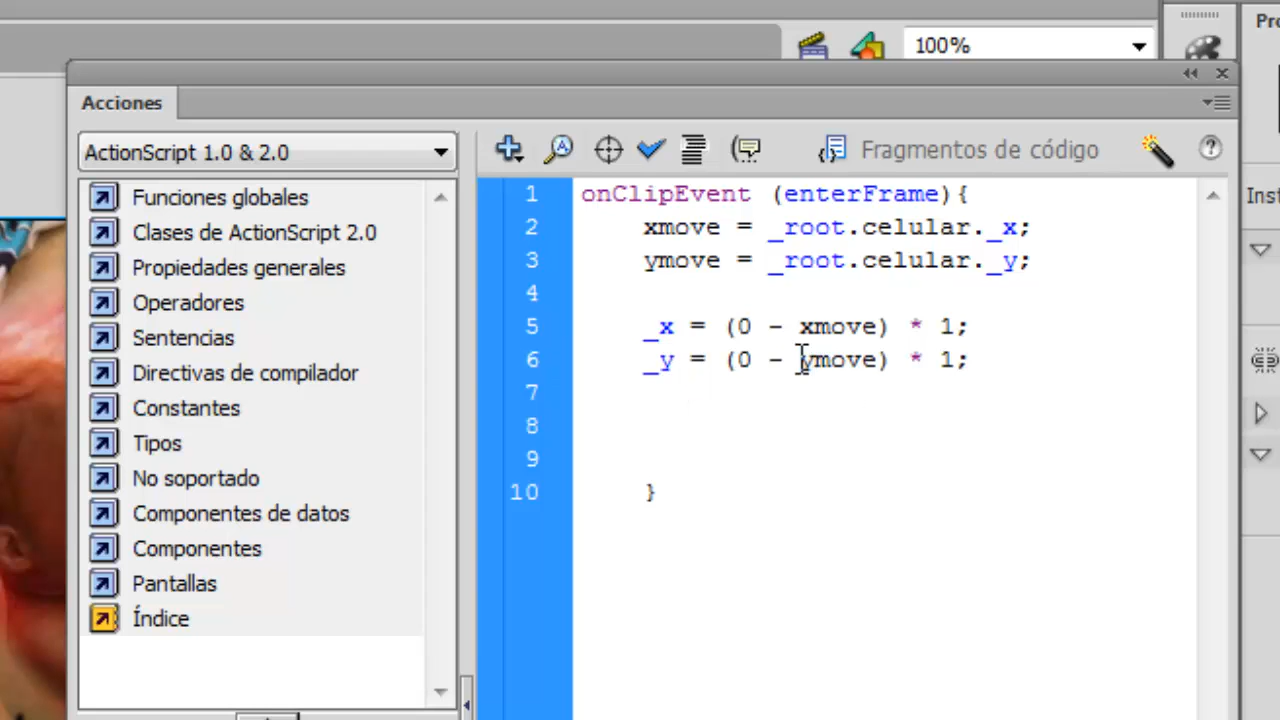 100%
Pro
Acciones
ActionScript 1.0 & 2.0
Fragmentos de código
Funciones globales
Clases de ActionScript 2.0
Propiedades generales
Operadores
Sentencias
Directivas de compilador
Constantes
Tipos
No soportado
Componentes de datos
Componentes
Pantallas
Índice
1 onClipEvent (enterFrame){
2 xmove = _root.celular._x;
3 ymove = _root.celular._y;
4
5 _x = (0 - xmove) * 1;
6 _y = (0 - ymove) * 1;
7
8
9
10 }
Inst